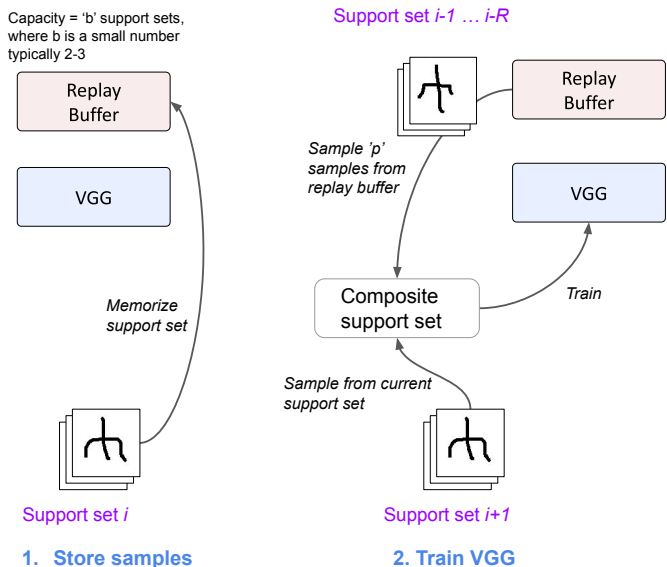 Capacity = ‘b’ support sets,
where b is a small number
typically 2-3
Replay
Buffer
VGG
Memorize
support set
Support set i
1. Store samples
Support set i-1 … i-R
Replay
Buffer
Sample ’p’
samples from
replay buffer
VGG
Composite
support set
Train
Sample from current
support set
Support set i+1
2. Train VGG